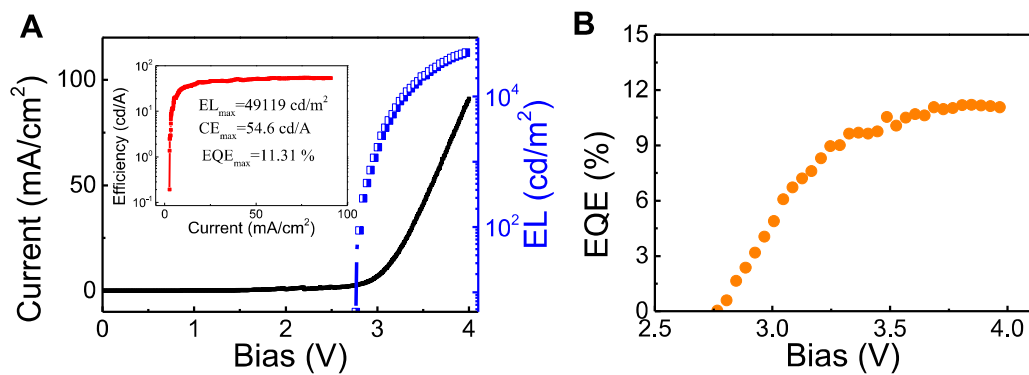 A
Current (mA/cm²)
100
50
0
0
1
2
3
4
Bias (V)
EL (cd/m²)
10⁴
10²
Efficiency (cd/A)
10²
10¹
10⁰
10⁻¹
0
50
100
Current (mA/cm²)
ELmax=49119 cd/m²
CEmax=54.6 cd/A
EQEmax=11.31 %
B
EQE (%)
15
12
9
6
3
0
2.5
3.0
3.5
4.0
Bias (V)